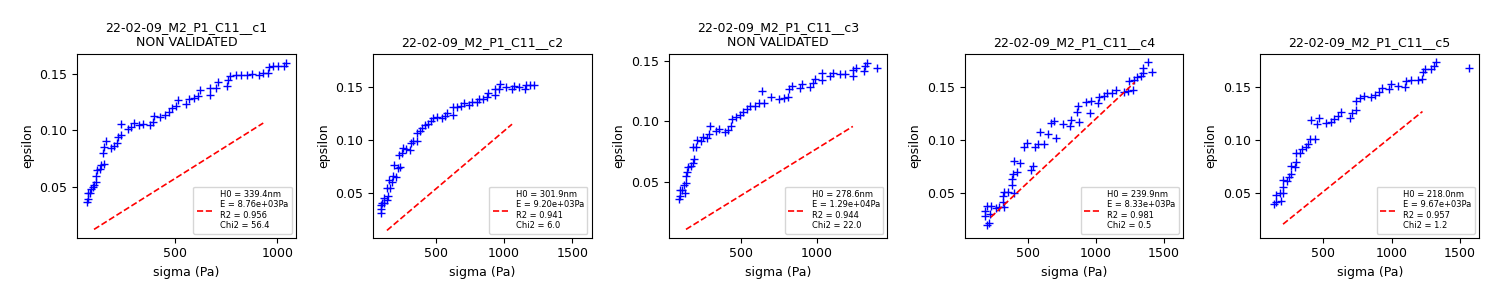 22-02-09_M2_P1_C11__c1
NON VALIDATED
epsilon
0.15
0.10
0.05
500
1000
sigma (Pa)
H0 = 339.4nm
E = 8.76e+03Pa
R2 = 0.956
Chi2 = 56.4
22-02-09_M2_P1_C11__c2
epsilon
0.15
0.10
0.05
500
1000
1500
sigma (Pa)
H0 = 301.9nm
E = 9.20e+03Pa
R2 = 0.941
Chi2 = 6.0
22-02-09_M2_P1_C11__c3
NON VALIDATED
epsilon
0.15
0.10
0.05
500
1000
sigma (Pa)
H0 = 278.6nm
E = 1.29e+04Pa
R2 = 0.944
Chi2 = 22.0
22-02-09_M2_P1_C11__c4
epsilon
0.15
0.10
0.05
500
1000
1500
sigma (Pa)
H0 = 239.9nm
E = 8.33e+03Pa
R2 = 0.981
Chi2 = 0.5
22-02-09_M2_P1_C11__c5
epsilon
0.15
0.10
0.05
500
1000
1500
sigma (Pa)
H0 = 218.0nm
E = 9.67e+03Pa
R2 = 0.957
Chi2 = 1.2